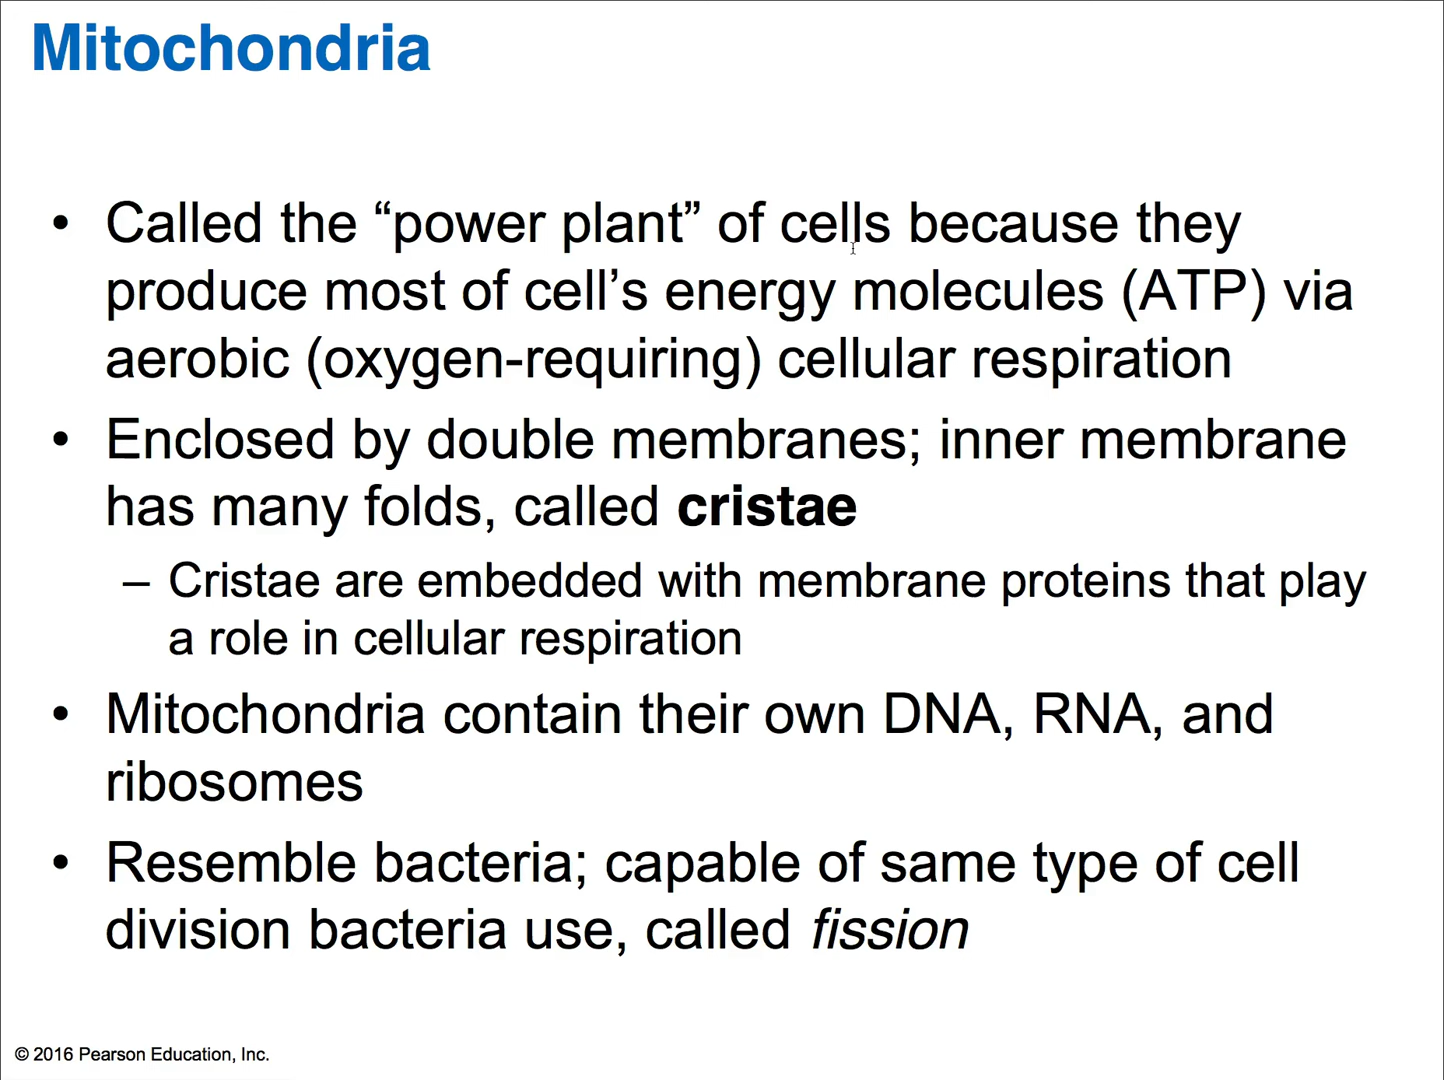 Mitochondria
• Called the “power plant” of cells because they
produce most of cell’s energy molecules (ATP) via
aerobic (oxygen-requiring) cellular respiration
• Enclosed by double membranes; inner membrane
has many folds, called cristae
– Cristae are embedded with membrane proteins that play
a role in cellular respiration
• Mitochondria contain their own DNA, RNA, and
ribosomes
• Resemble bacteria; capable of same type of cell
division bacteria use, called fission
© 2016 Pearson Education, Inc.